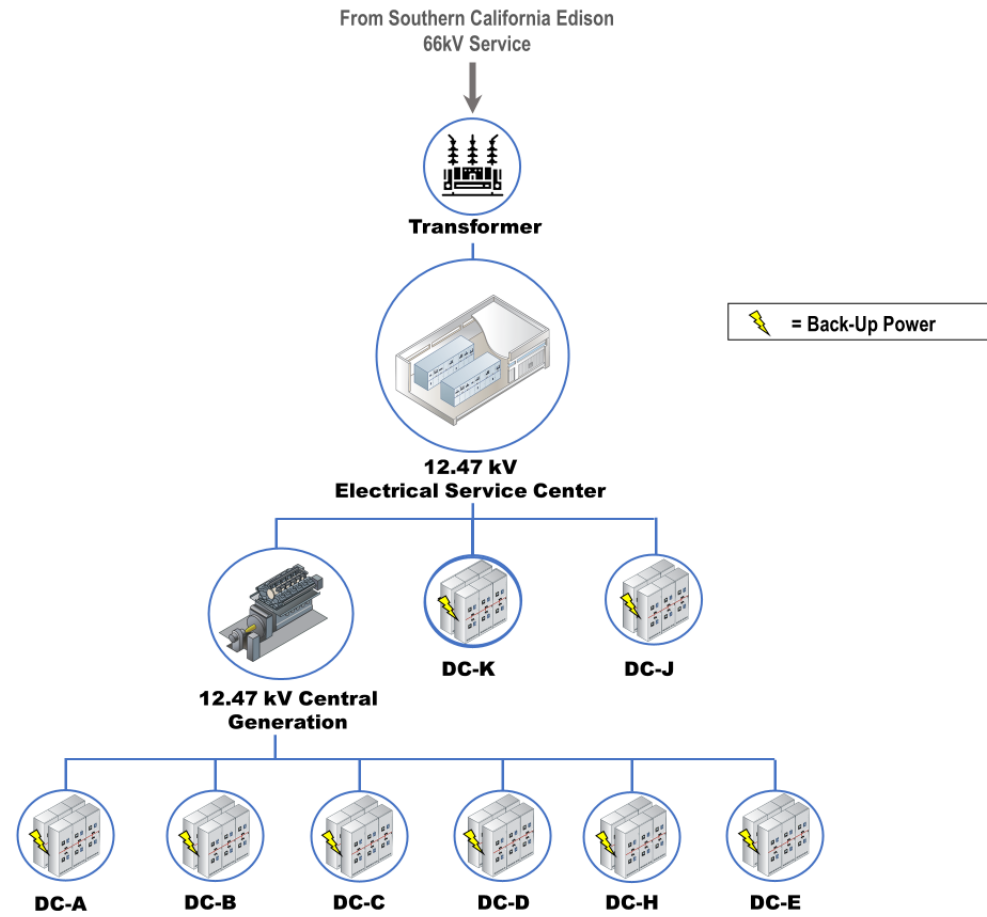 From Southern California Edison
66kV Service
Transformer
= Back-Up Power
12.47 kV
Electrical Service Center
DC-K
DC-J
12.47 kV Central
Generation
DC-A
DC-B
DC-C
DC-D
DC-H
DC-E